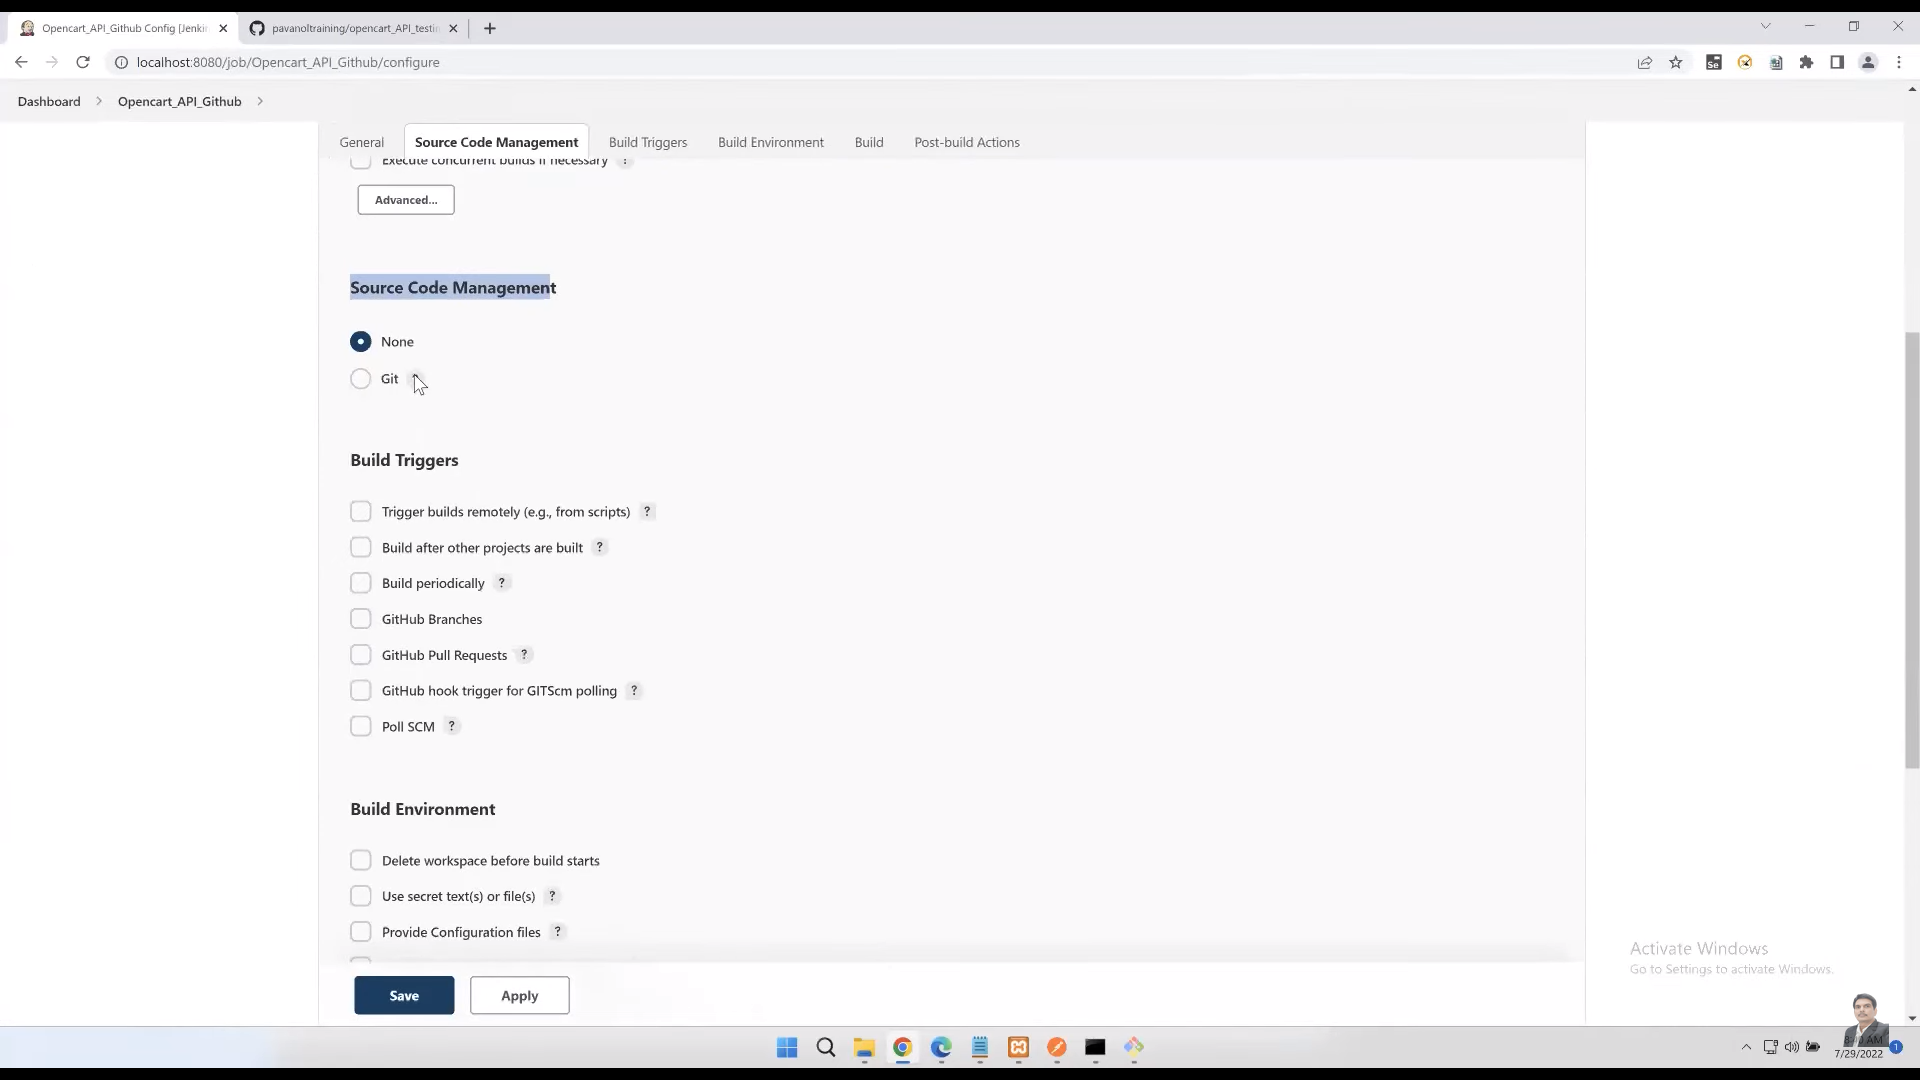 Opencart_API_Github Config [Jenki
pavanoltraining/opencart_API_testi
localhost:8080/job/Opencart_API_Github/configure
Dashboard
Opencart_API_Github
General
Source Code Management
Build Triggers
Build Environment
Build
Post-build Actions
Execute concurrent builds if necessary ?
Advanced...
Source Code Management
None
Git
Build Triggers
Trigger builds remotely (e.g., from scripts) ?
Build after other projects are built ?
Build periodically ?
GitHub Branches
GitHub Pull Requests ?
GitHub hook trigger for GITScm polling ?
Poll SCM ?
Build Environment
Delete workspace before build starts
Use secret text(s) or file(s) ?
Provide Configuration files ?
Activate Windows
Go to Settings to activate Windows.
Save
Apply
7/29/2022
1